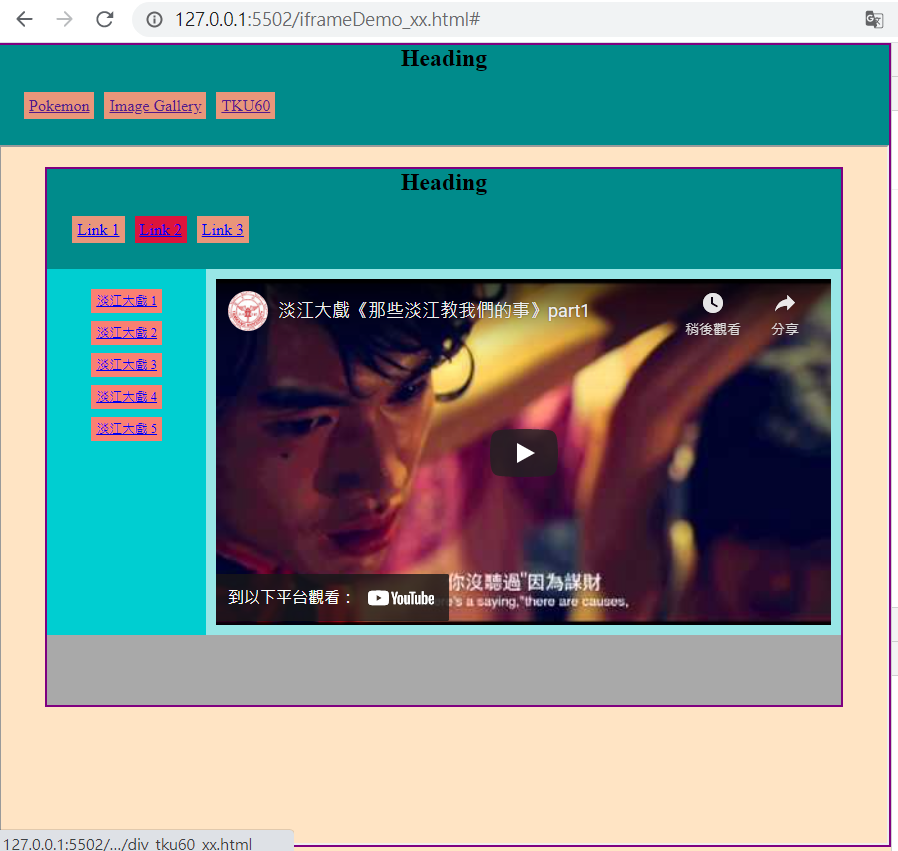 127.0.0.1:5502/iframeDemo_xx.html#
Heading
Pokemon Image Gallery TKU60
Heading
Link 1 Link 2 Link 3
淡江大戲 1
淡江大戲 2
淡江大戲 3
淡江大戲 4
淡江大戲 5
淡江大戲《那些淡江教我們的事》part1
稍後觀看 分享
你沒聽過"因為謀財
's a saying,"there are causes,
到以下平台觀看： YouTube
127.0.0.1:5502/.../div_tku60_xx.html